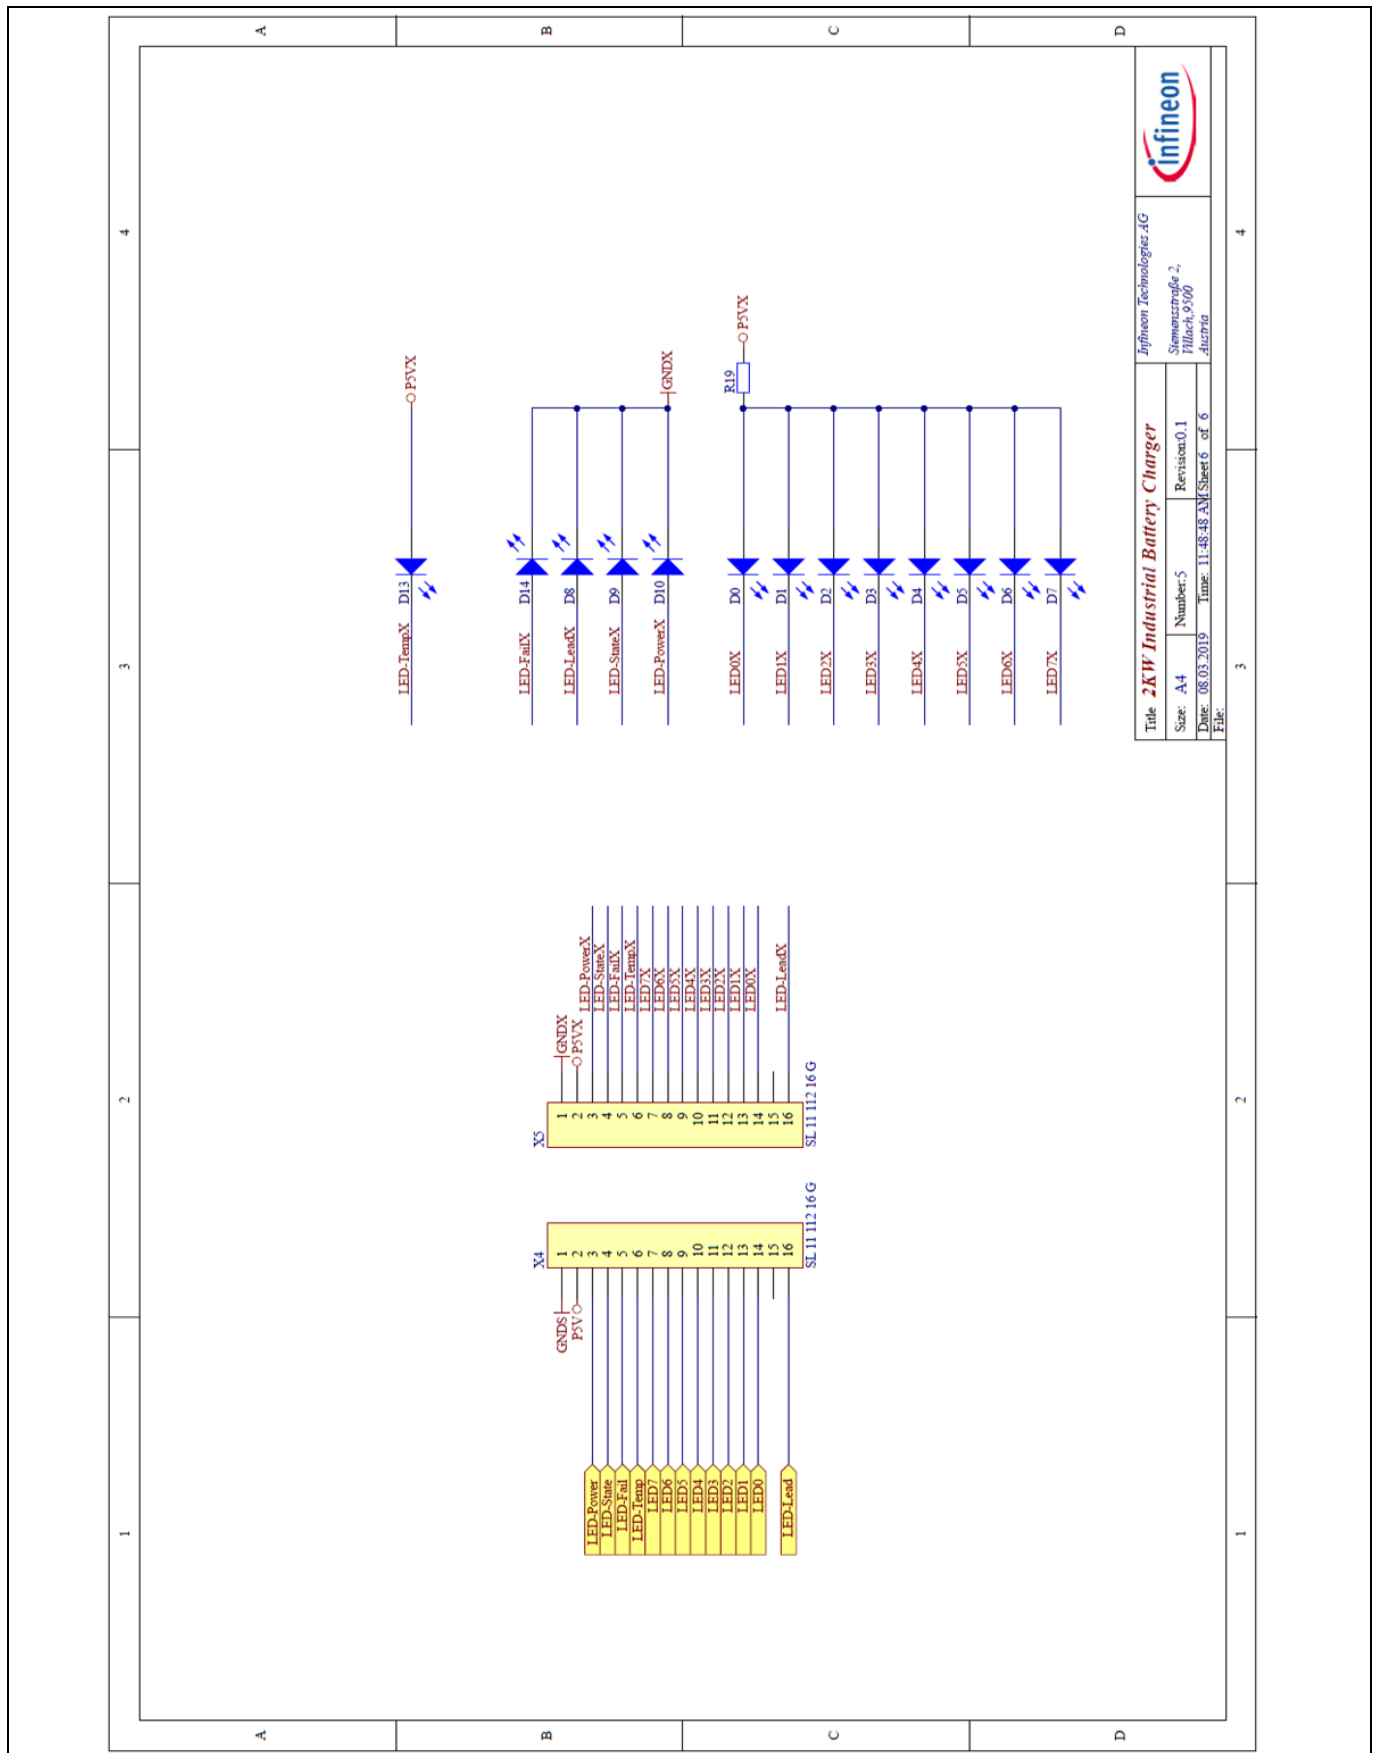 A
B
C
D
1
2
3
4
LED-Power
LED-State
LED-Fail
LED-Temp
LED7
LED6
LED5
LED4
LED3
LED2
LED1
LED0
LED-Lead
GNDS
P5V
X4
1
2
3
4
5
6
7
8
9
10
11
12
13
14
15
16
SL 11 112 16 G
X5
1
2
3
4
5
6
7
8
9
10
11
12
13
14
15
16
SL 11 112 16 G
GNDX
P5VX
LED-PowerX
LED-StateX
LED-FailX
LED-TempX
LED7X
LED6X
LED5X
LED4X
LED3X
LED2X
LED1X
LED0X
LED-LeadX
LED-TempX D13 P5VX
LED-FailX D14
LED-LeadX D8
LED-StateX D9
LED-PowerX D10 GNDX
LED0X D0 R19 P5VX
LED1X D1
LED2X D2
LED3X D3
LED4X D4
LED5X D5
LED6X D6
LED7X D7
Title 2KW Industrial Battery Charger
Size: A4 Number:5 Revision:0.1
Date: 08.03.2019 Time: 11:48:48 AM Sheet 6 of 6
File:
Infineon Technologies AG
Siemensstraße 2,
Villach,9500
Austria
infineon
1
2
3
4
A
B
C
D